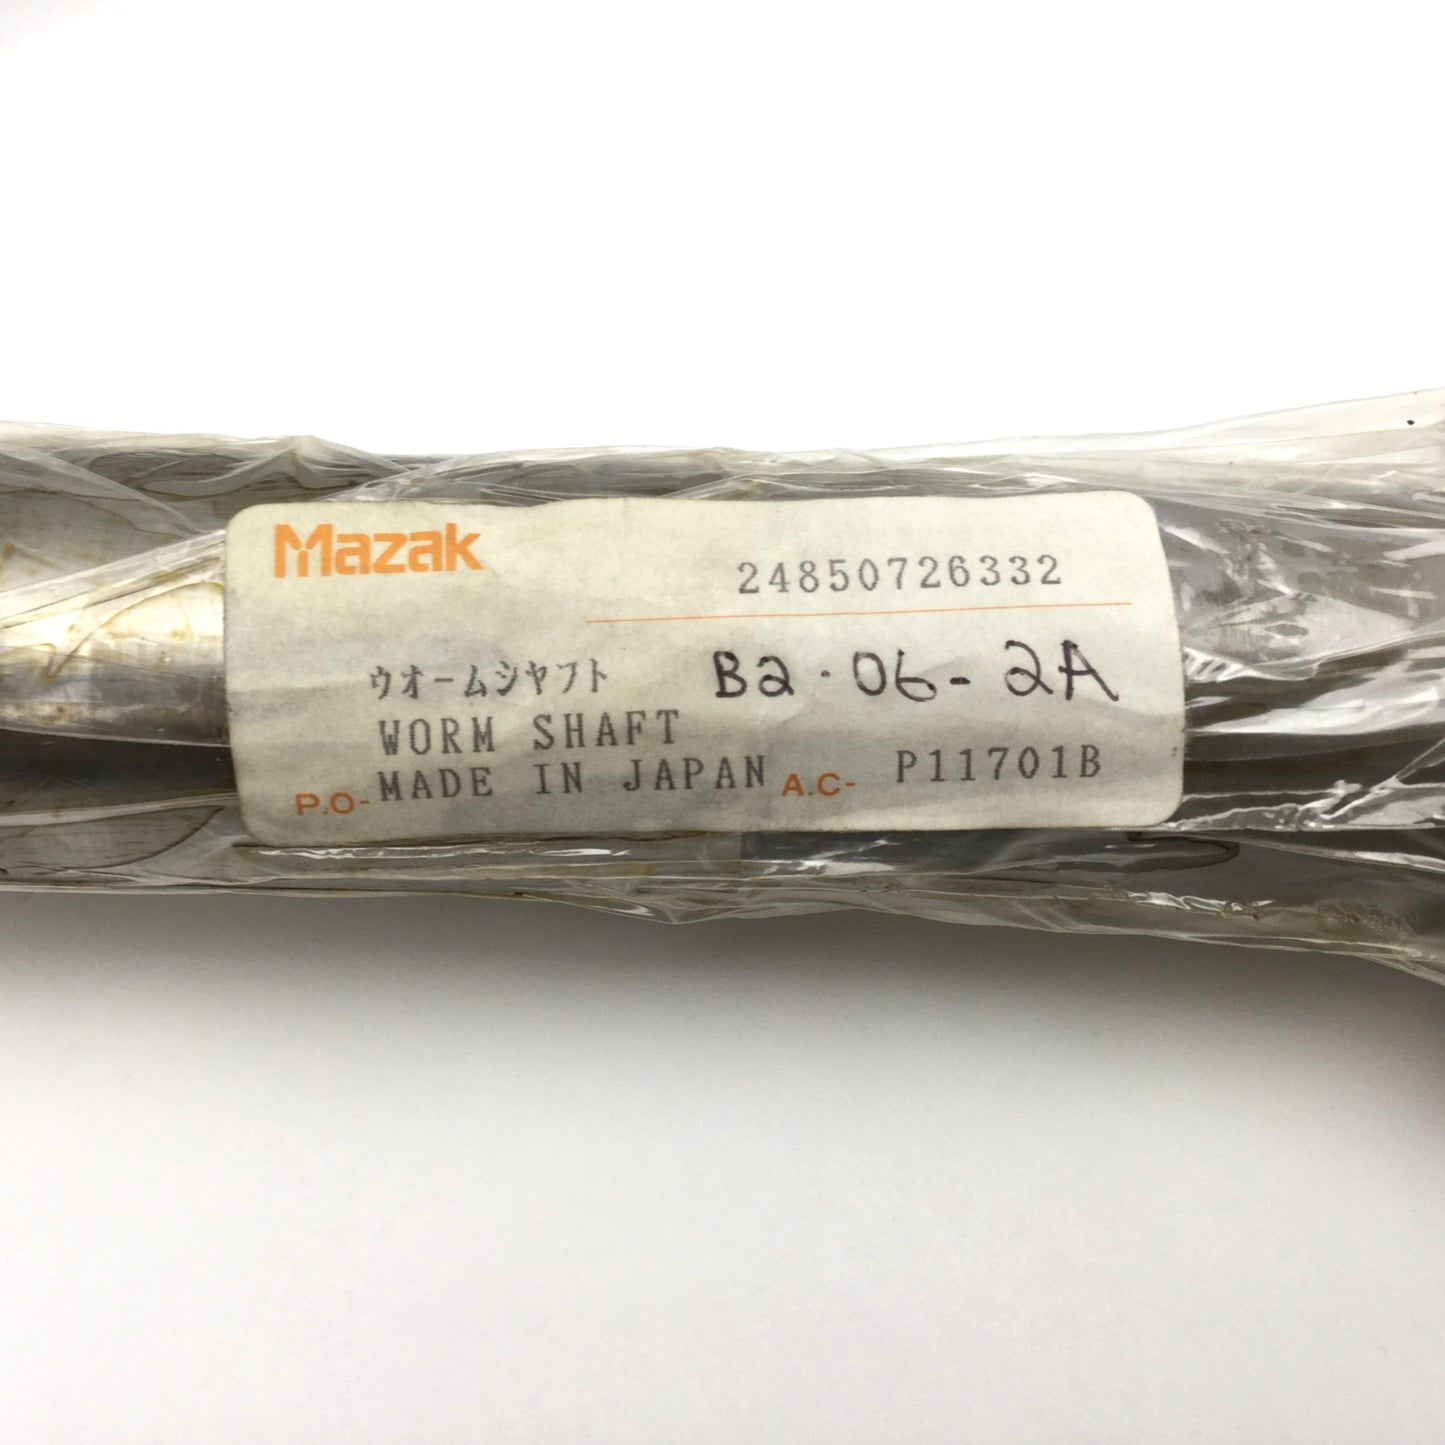 Mazak
24850726332
ウオームシヤフト B2・06-2A
WORM SHAFT
P.O- MADE IN JAPAN A.C- P11701B